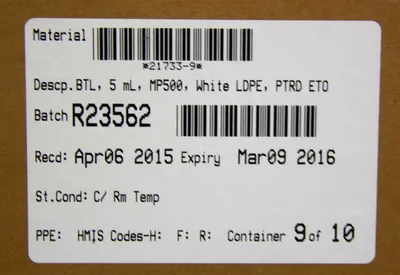 Material
*21733-9*
Descp.BTL, 5 mL, MP500, White LDPE, PTRD ETO
Batch R23562
Recd: Apr06 2015 Expiry Mar09 2016
St.Cond: C/ Rm Temp
PPE: HMIS Codes-H: F: R: Container 9 of 10